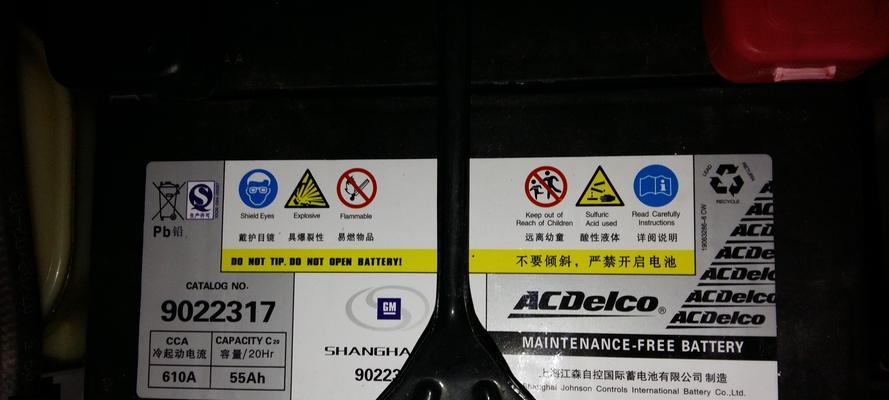 Pb铅
Shield Eyes
Explosive
Flammable
戴护目镜
具爆裂性
易燃物品
Keep out of Reach of Children
Sulfuric Acid used
Read Carefully Instructions
远离幼童
酸性液体
详阅说明
LEAD
RETURN
RECYCLE
DO NOT TIP. DO NOT OPEN BATTERY!
不要倾斜，严禁开启电池
CATALOG NO.
9022317
CCA
冷起动电流
CAPACITY C20
容量/20Hr
610A
55Ah
GM
SHANGHA
90223
ACDelco®
MAINTENANCE-FREE BATTERY
上海江森自控国际蓄电池有限公司 制造
Shanghai Johnson Controls International Battery Co.,Ltd.
ACDelco
ACDelco